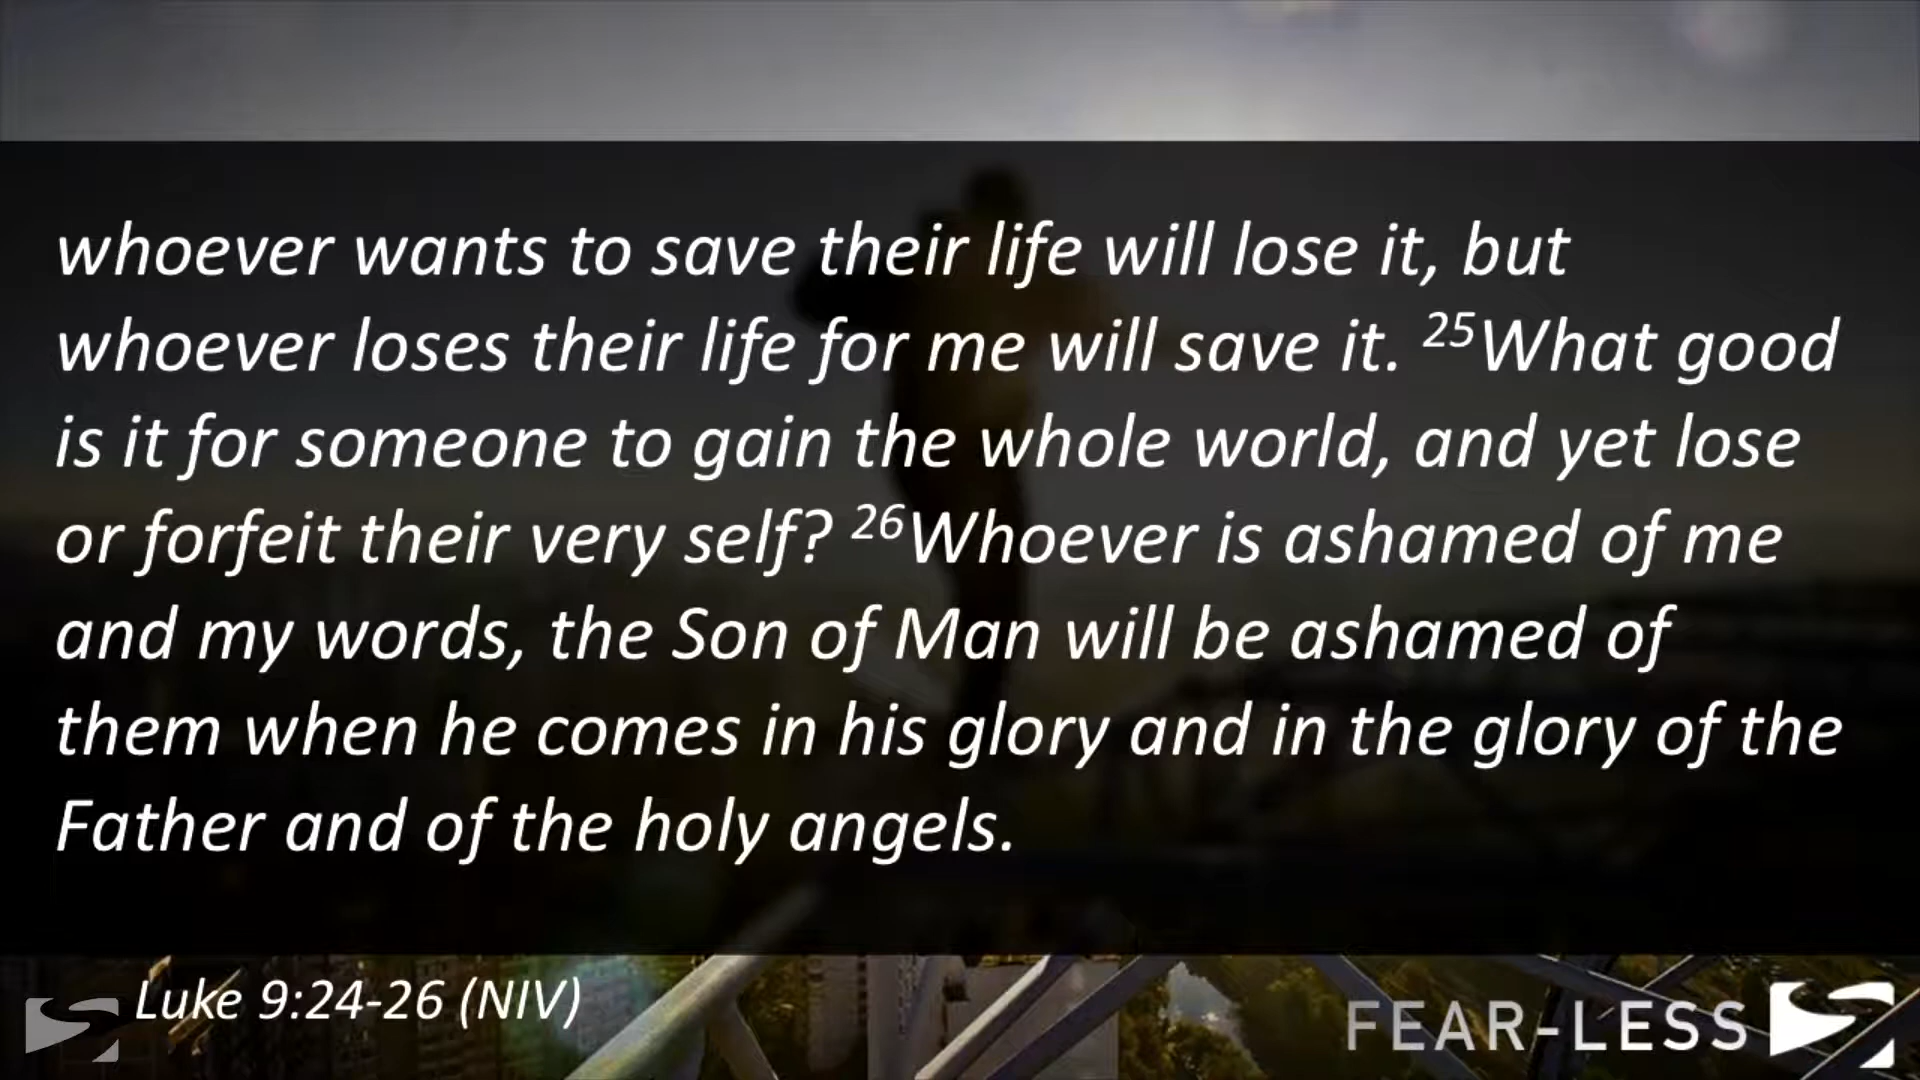 whoever wants to save their life will lose it, but
whoever loses their life for me will save it. 25What good
is it for someone to gain the whole world, and yet lose
or forfeit their very self? 26Whoever is ashamed of me
and my words, the Son of Man will be ashamed of
them when he comes in his glory and in the glory of the
Father and of the holy angels.
Luke 9:24-26 (NIV)
FEAR-LESS